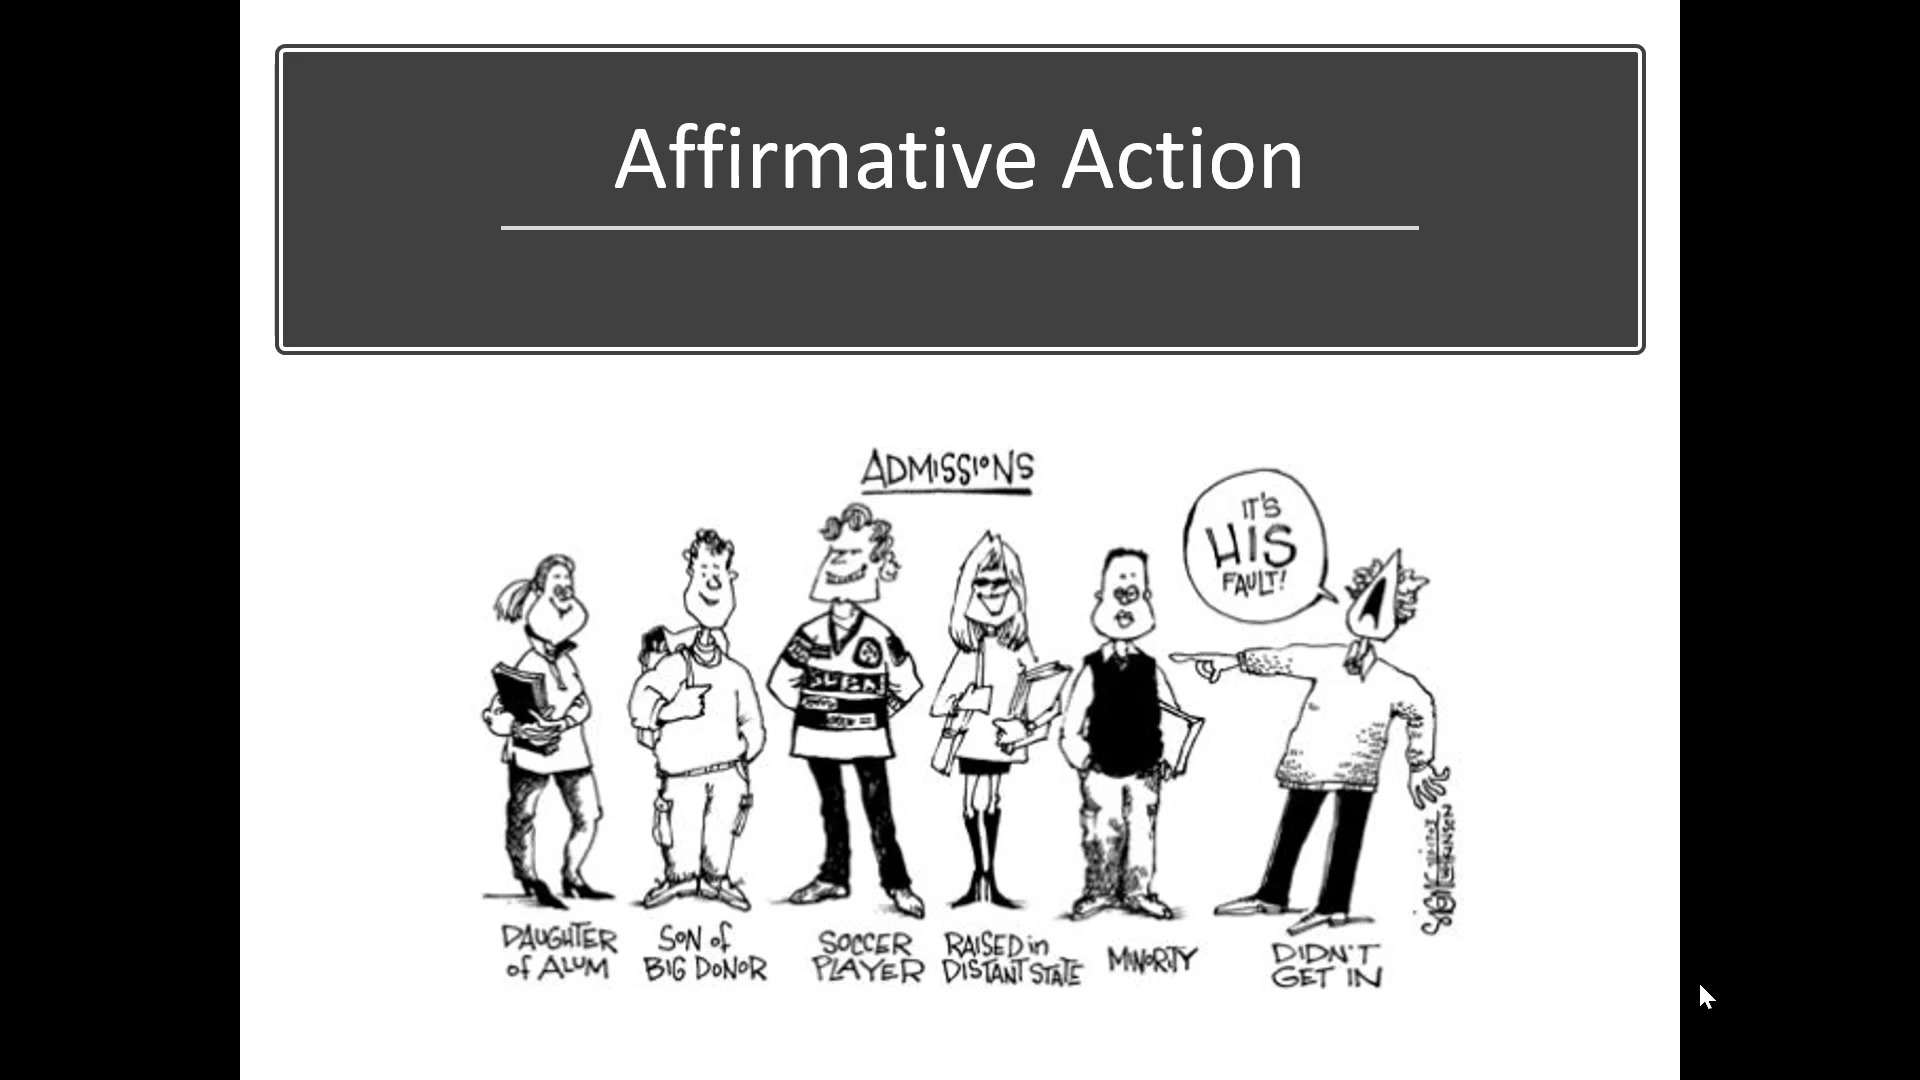 Affirmative Action
ADMISSIONS
IT'S
HIS
FAULT!
DAUGHTER
of ALUM
SON of
BIG DONOR
SOCCER
PLAYER
RAISED in
DISTANT STATE
MINORITY
DIDN'T
GET IN